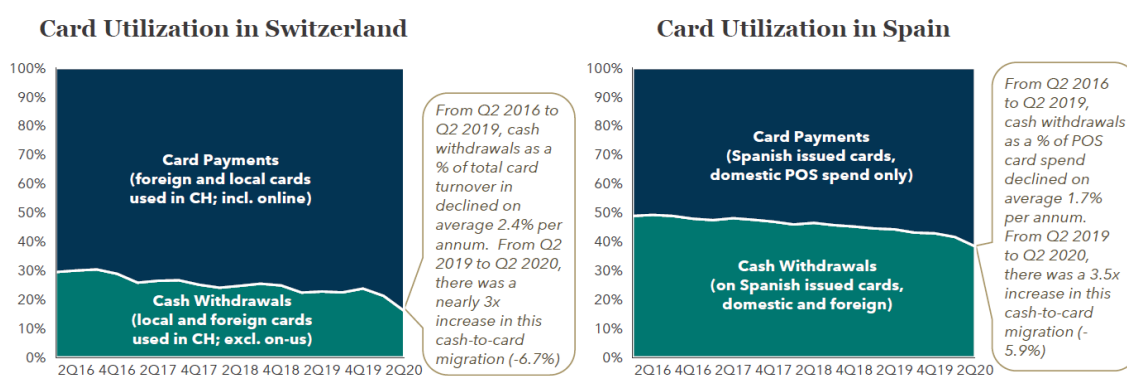 Card Utilization in Switzerland
100%
90%
80%
70%
60%
50%
40%
30%
20%
10%
0%
Card Payments
(foreign and local cards
used in CH; incl. online)
Cash Withdrawals
(local and foreign cards
used in CH; excl. on-us)
2Q16 4Q16 2Q17 4Q17 2Q18 4Q18 2Q19 4Q19 2Q20
From Q2 2016 to
Q2 2019, cash
withdrawals as a
% of total card
turnover in
declined on
average 2.4% per
annum. From Q2
2019 to Q2 2020,
there was a
nearly 3x
increase in this
cash-to-card
migration (-6.7%)
Card Utilization in Spain
100%
90%
80%
70%
60%
50%
40%
30%
20%
10%
0%
Card Payments
(Spanish issued cards,
domestic POS spend only)
Cash Withdrawals
(on Spanish issued cards,
domestic and foreign)
2Q16 4Q16 2Q17 4Q17 2Q18 4Q18 2Q19 4Q19 2Q20
From Q2 2016
to Q2 2019,
cash withdrawals
as a % of POS
card spend
declined on
average 1.7%
per annum.
From Q2 2019
to Q2 2020,
there was a 3.5x
increase in this
cash-to-card
migration (-
5.9%)